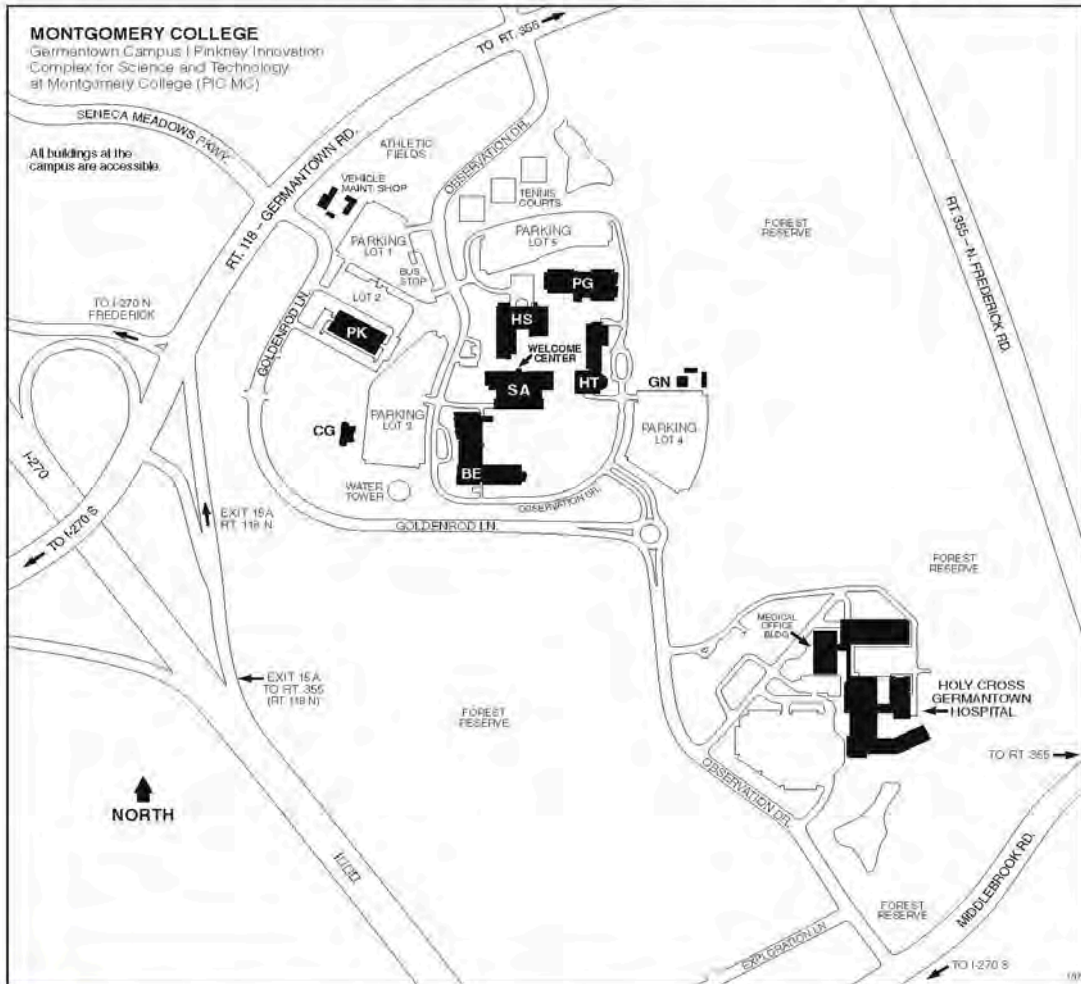 MONTGOMERY COLLEGE
Germantown Campus | Pinkney Innovation
Complex for Science and Technology
at Montgomery College (PIC MC)
TO RT. 355
SENECA MEADOWS PKWY
All buildings at the
campus are accessible.
RT. 118 – GERMANTOWN RD.
ATHLETIC
FIELDS
OBSERVATION DR.
VEHICLE
MAINT. SHOP
TENNIS
COURTS
FOREST
RESERVE
RT. 355 – N. FREDERICK RD.
PARKING
LOT 1
PARKING
LOT 5
BUS
STOP
LOT 2
PG
TO I-270 N
FREDERICK
GOLDENROD LN.
PK
HS
WELCOME
CENTER
SA
HT
GN
CG
PARKING
LOT 3
PARKING
LOT 4
BE
I-270
WATER
TOWER
OBSERVATION DR.
EXIT 15A
RT. 118 N
GOLDENROD LN.
TO I-270 S
FOREST
RESERVE
MEDICAL
OFFICE
BLDG
EXIT 15A
TO RT. 355
(RT. 118 N)
FOREST
RESERVE
HOLY CROSS
GERMANTOWN
HOSPITAL
TO RT. 355
OBSERVATION DR.
NORTH
MIDDLEBROOK RD.
FOREST
RESERVE
EXPLORATION LN
TO I-270 S